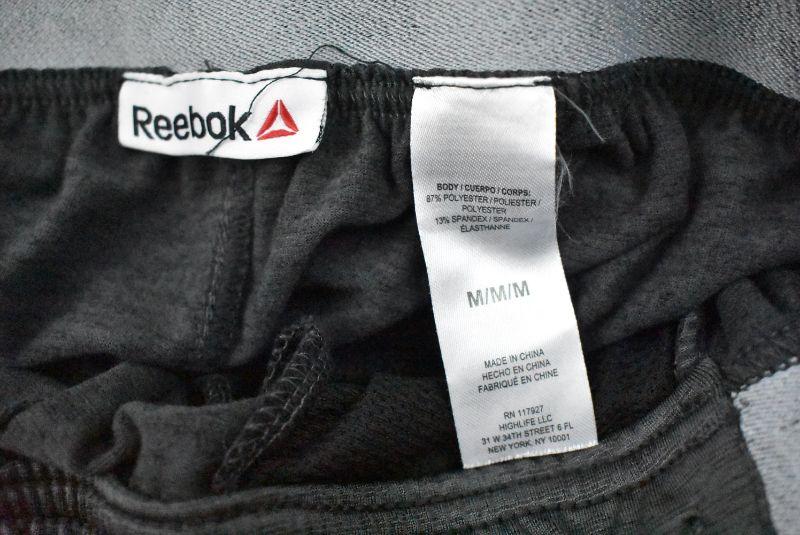 Reebok
BODY / CUERPO / CORPS:
87% POLYESTER / POLIESTER /
POLYESTER
13% SPANDEX / SPANDEX /
ÉLASTHANNE
M/M/M
MADE IN CHINA
HECHO EN CHINA
FABRIQUÉ EN CHINE
RN 117927
HIGHLIFE LLC
31 W 34TH STREET 6 FL
NEW YORK, NY 10001